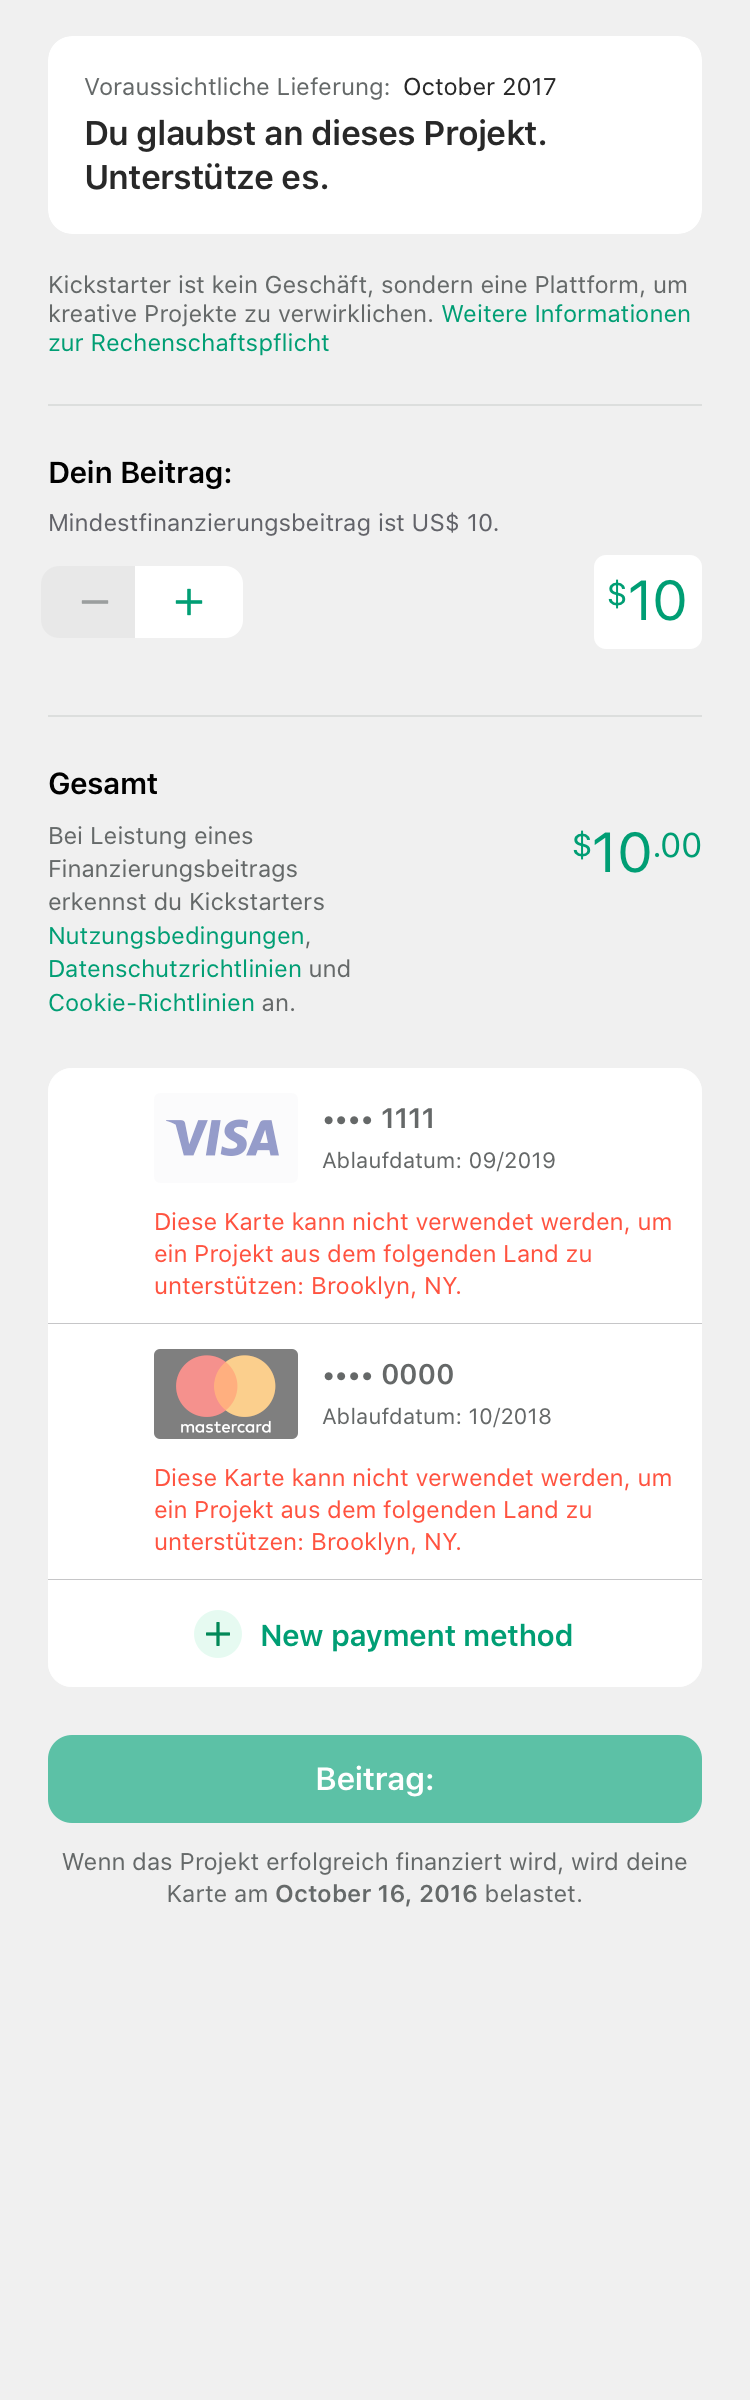 Voraussichtliche Lieferung: October 2017
Du glaubst an dieses Projekt.
Unterstütze es.
Kickstarter ist kein Geschäft, sondern eine Plattform, um
kreative Projekte zu verwirklichen. Weitere Informationen
zur Rechenschaftspflicht
Dein Beitrag:
Mindestfinanzierungsbeitrag ist US$ 10.
− +
$10
Gesamt
Bei Leistung eines
Finanzierungsbeitrags
erkennst du Kickstarters
Nutzungsbedingungen,
Datenschutzrichtlinien und
Cookie-Richtlinien an.
$10.00
VISA
•••• 1111
Ablaufdatum: 09/2019
Diese Karte kann nicht verwendet werden, um
ein Projekt aus dem folgenden Land zu
unterstützen: Brooklyn, NY.
mastercard
•••• 0000
Ablaufdatum: 10/2018
Diese Karte kann nicht verwendet werden, um
ein Projekt aus dem folgenden Land zu
unterstützen: Brooklyn, NY.
+ New payment method
Beitrag:
Wenn das Projekt erfolgreich finanziert wird, wird deine
Karte am October 16, 2016 belastet.